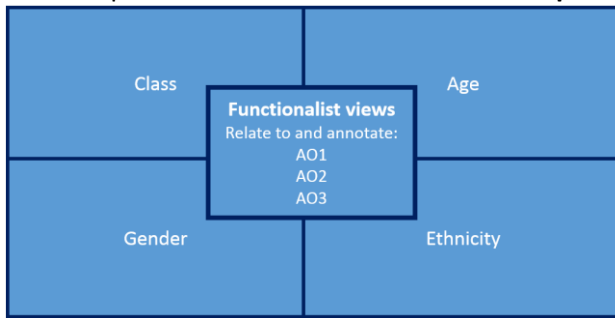 Class
Age
Functionalist views
Relate to and annotate:
AO1
AO2
AO3
Gender
Ethnicity